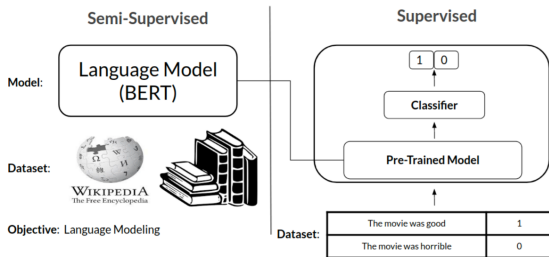 Semi-Supervised
Model:
Language Model
(BERT)
Dataset:
Ω
W
WIKIPEDIA
The Free Encyclopedia
Objective: Language Modeling
Supervised
1 0
Classifier
Pre-Trained Model
Dataset:
The movie was good 1
The movie was horrible 0